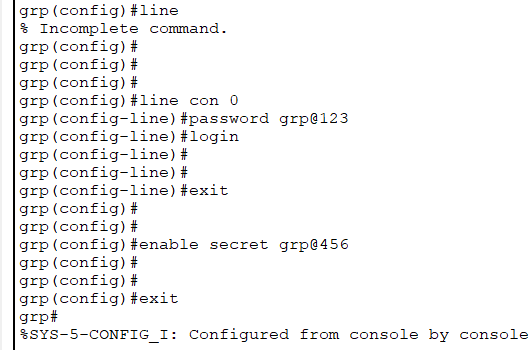 grp(config)#line
% Incomplete command.
grp(config)#
grp(config)#
grp(config)#
grp(config)#line con 0
grp(config-line)#password grp@123
grp(config-line)#login
grp(config-line)#
grp(config-line)#
grp(config-line)#exit
grp(config)#
grp(config)#
grp(config)#enable secret grp@456
grp(config)#
grp(config)#
grp(config)#exit
grp#
%SYS-5-CONFIG_I: Configured from console by console